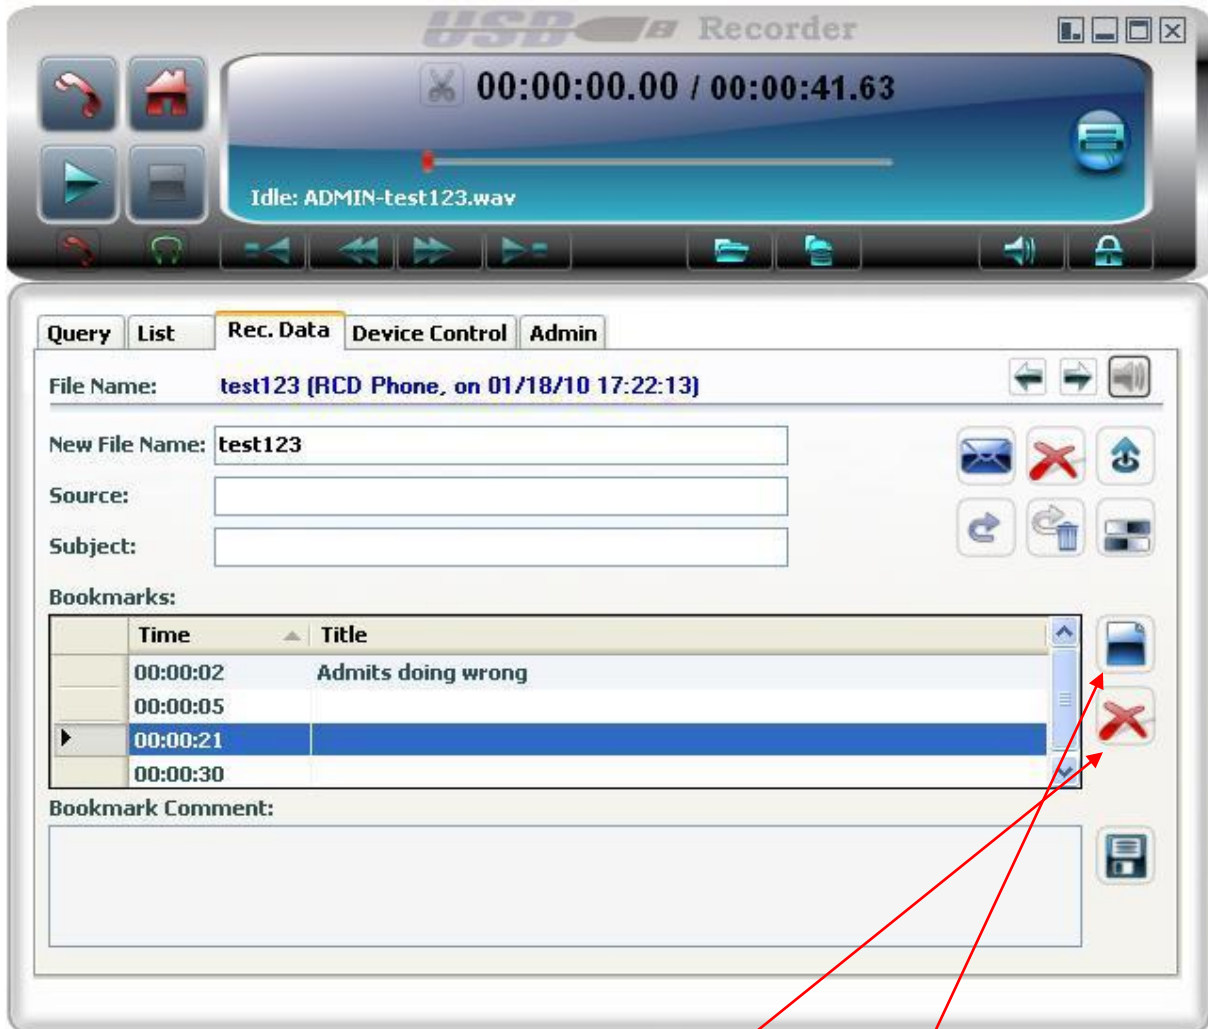 USB Recorder
00:00:00.00 / 00:00:41.63
Idle: ADMIN-test123.wav
Query List Rec. Data Device Control Admin
File Name: test123 (RCD Phone, on 01/18/10 17:22:13)
New File Name: test123
Source:
Subject:
Bookmarks:
Time Title
00:00:02 Admits doing wrong
00:00:05
00:00:21
00:00:30
Bookmark Comment: